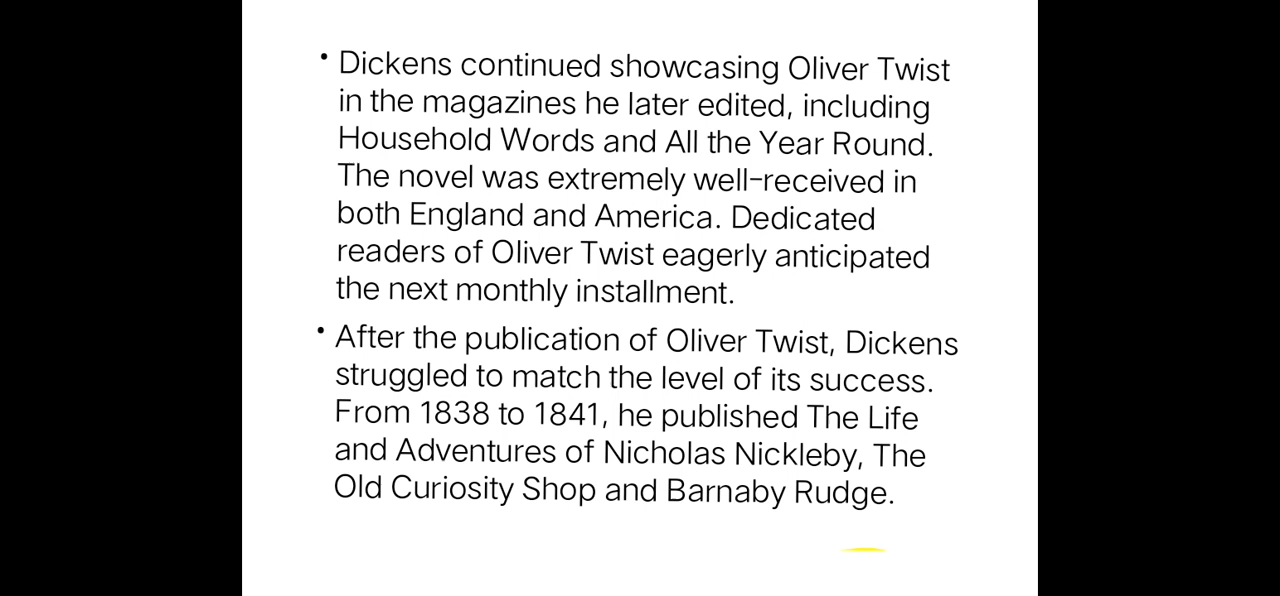 • Dickens continued showcasing Oliver Twist
in the magazines he later edited, including
Household Words and All the Year Round.
The novel was extremely well-received in
both England and America. Dedicated
readers of Oliver Twist eagerly anticipated
the next monthly installment.
• After the publication of Oliver Twist, Dickens
struggled to match the level of its success.
From 1838 to 1841, he published The Life
and Adventures of Nicholas Nickleby, The
Old Curiosity Shop and Barnaby Rudge.